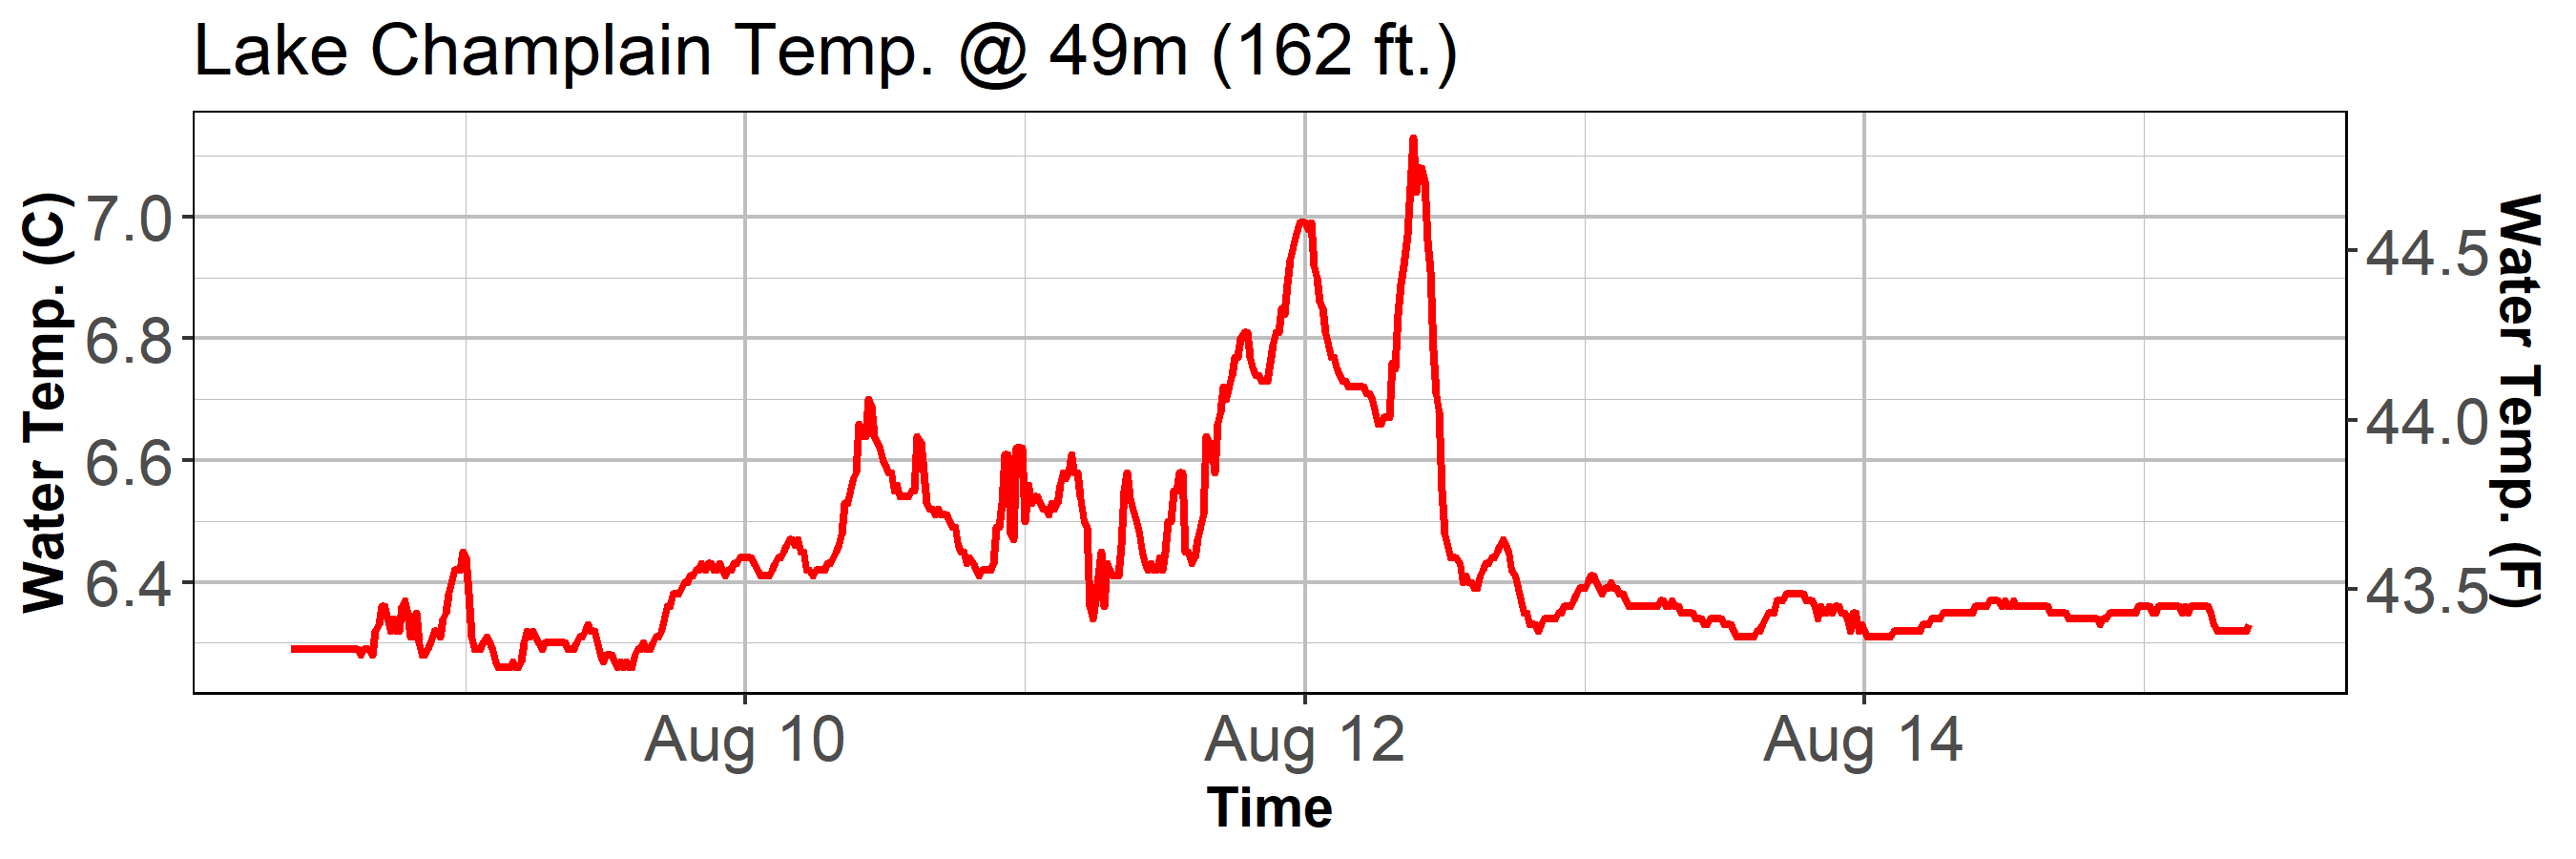 Lake Champlain Temp. @ 49m (162 ft.)
Water Temp. (C)
7.0
6.8
6.6
6.4
44.5
44.0
43.5
Water Temp. (F)
Aug 10 Aug 12 Aug 14
Time